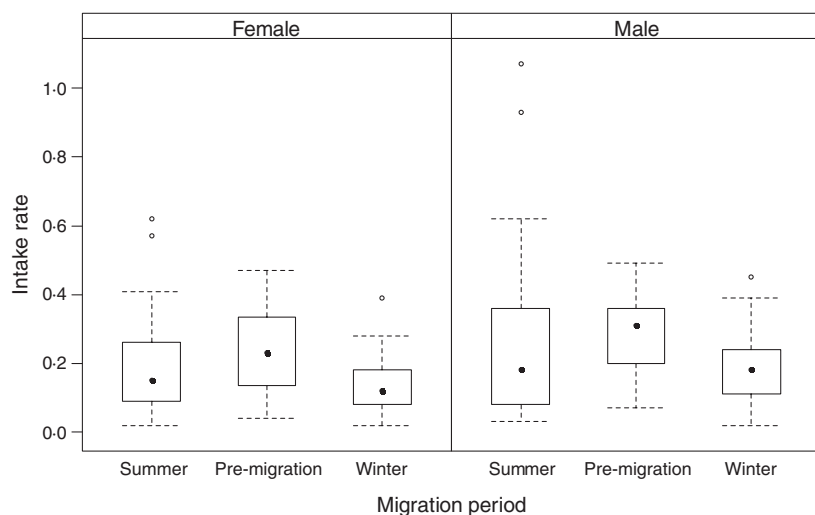 Female Male
1·0
0·8
0·6
0·4
0·2
0·0
Intake rate
Summer Pre-migration Winter Summer Pre-migration Winter
Migration period